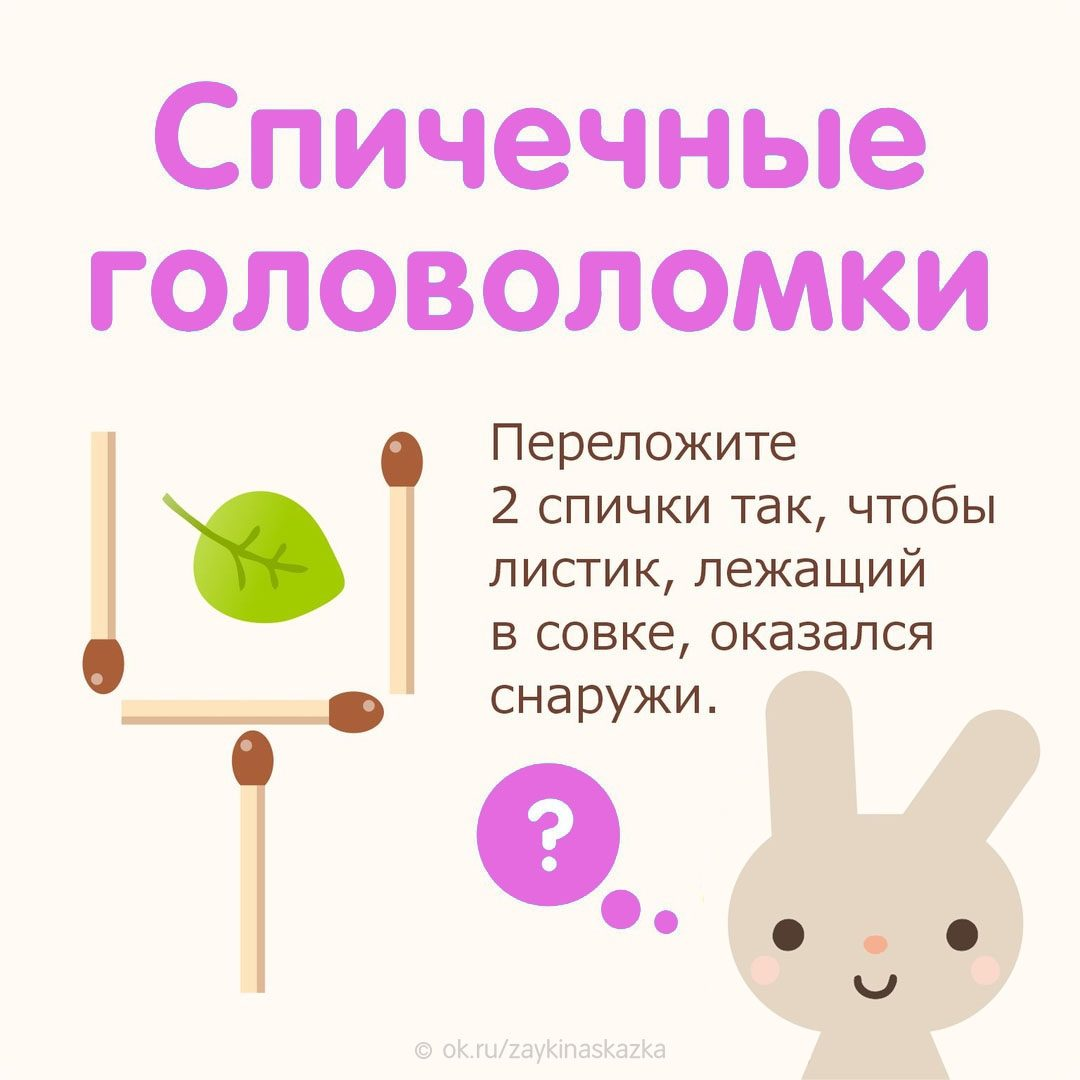 Спичечные
головоломки
Переложите
2 спички так, чтобы
листик, лежащий
в совке, оказался
снаружи.
?
© ok.ru/zaykinaskazka